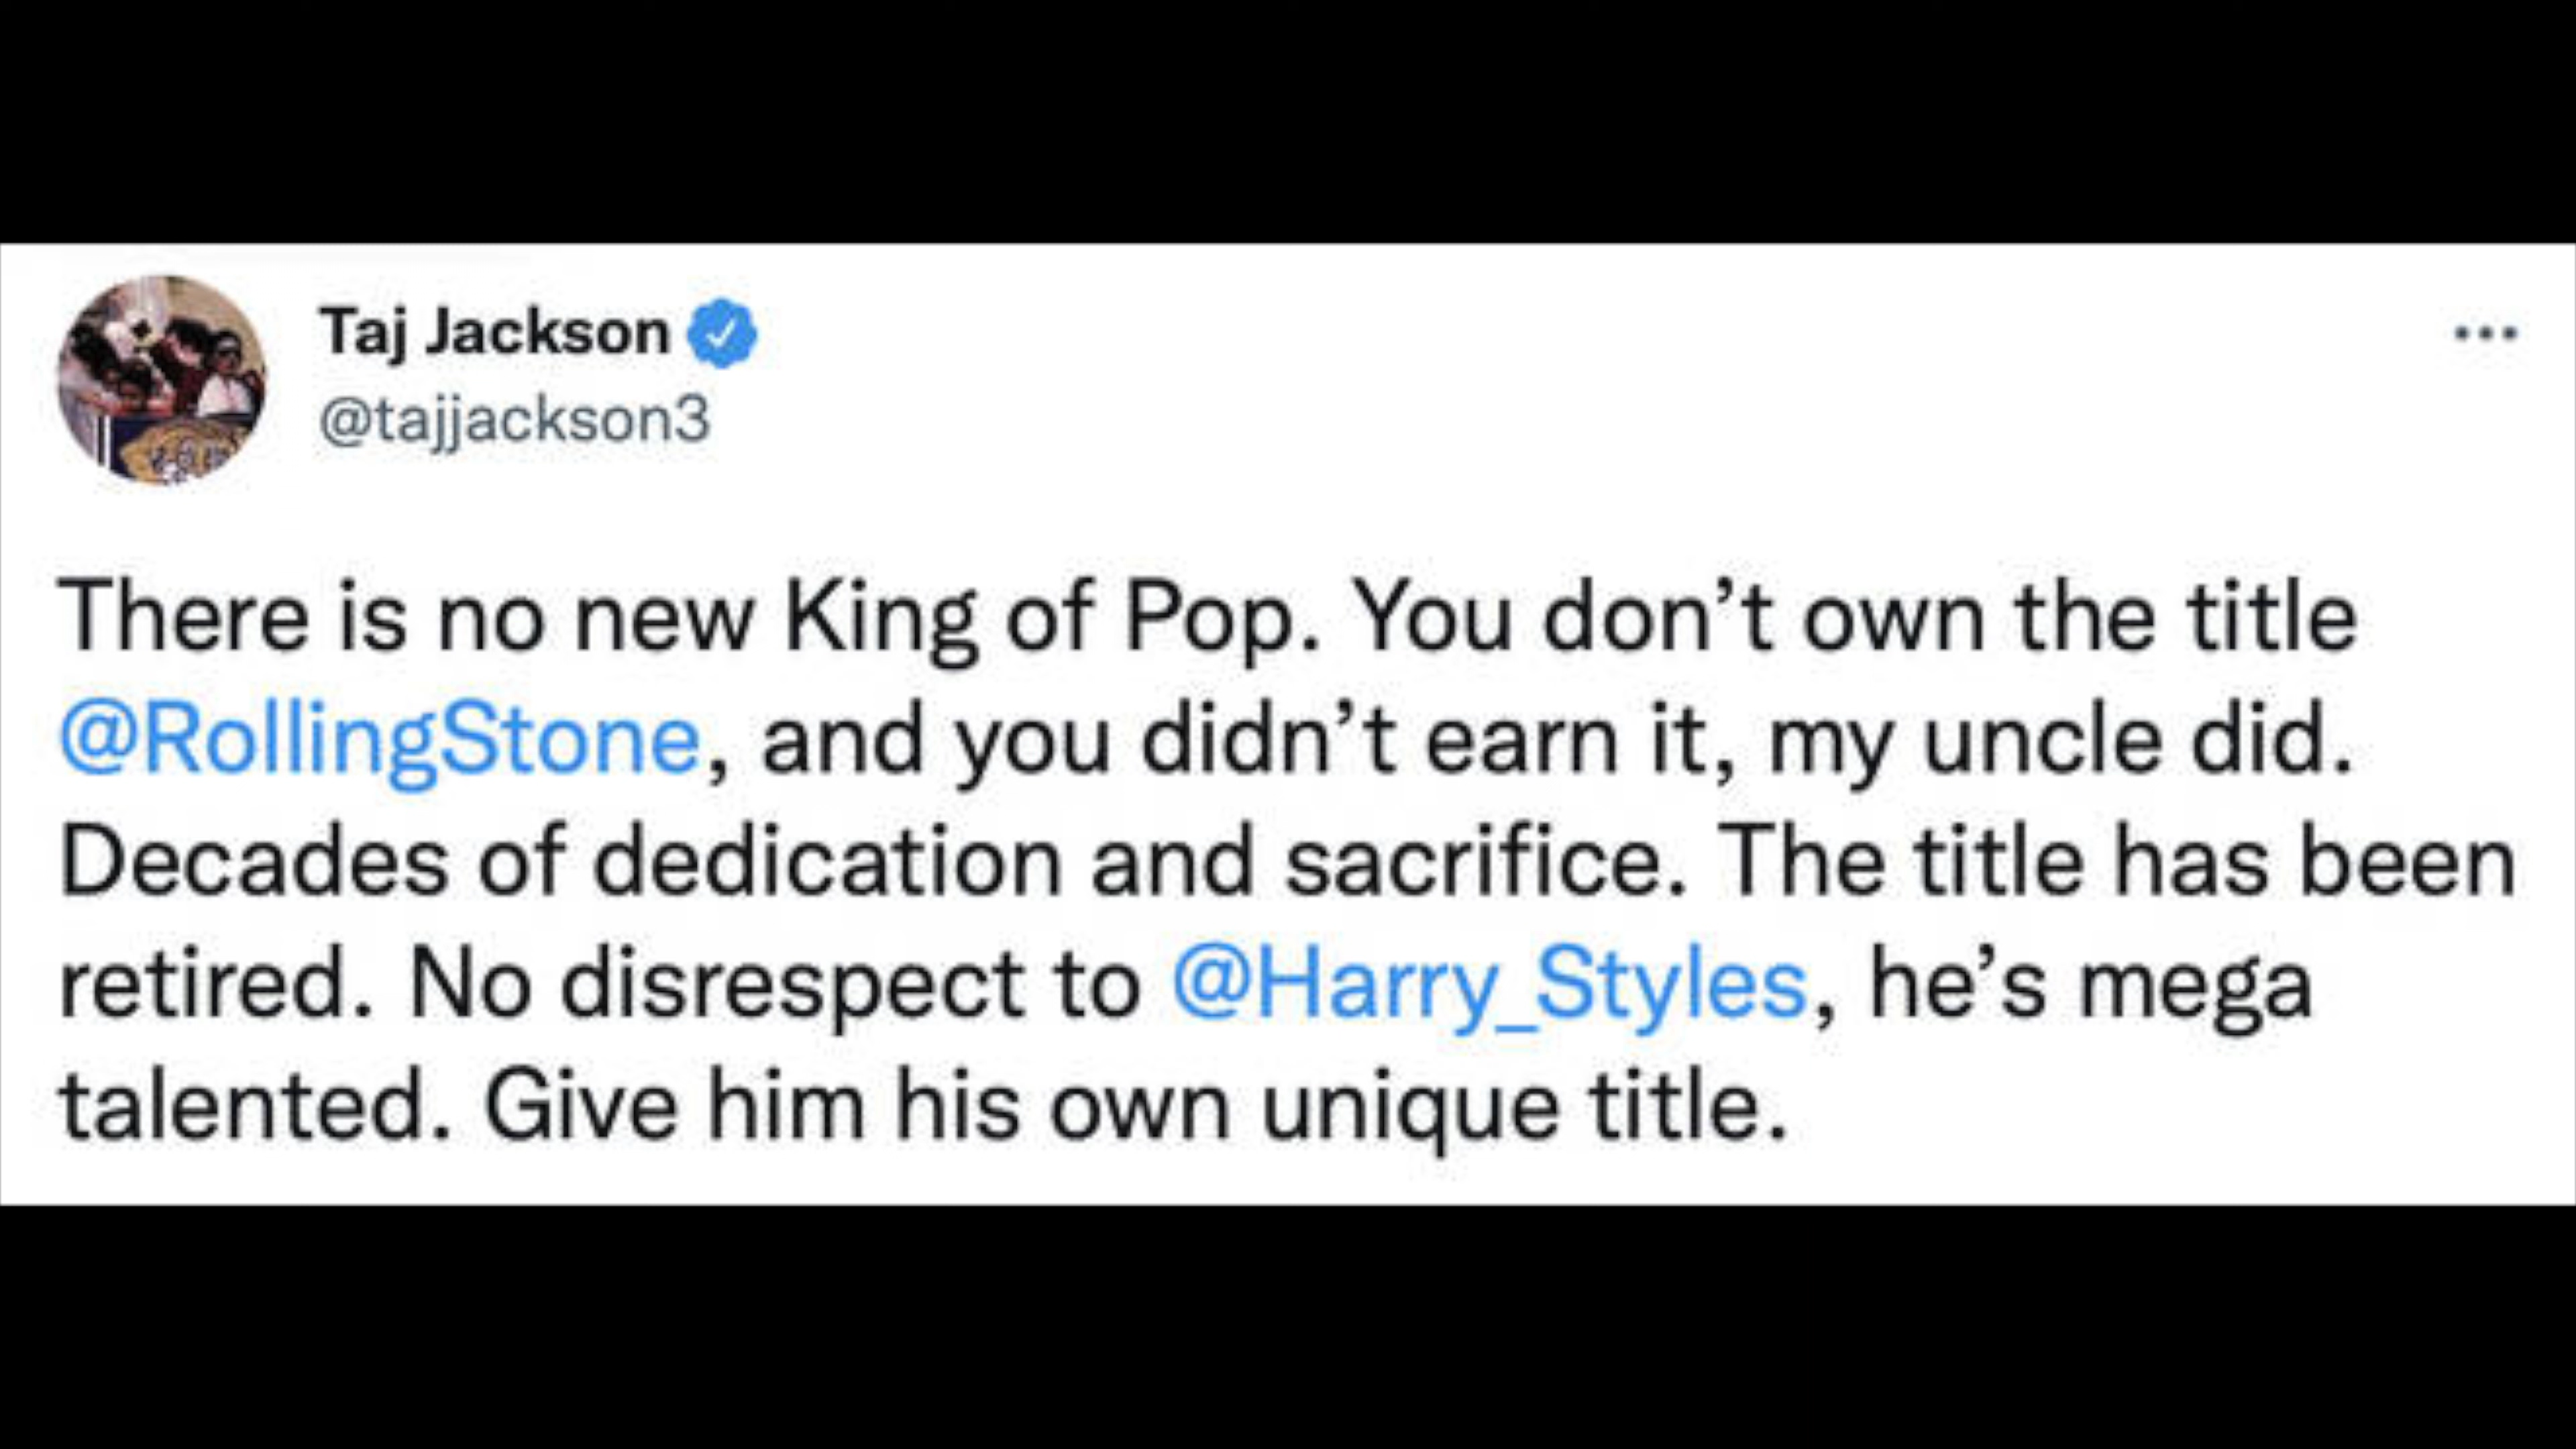 Taj Jackson
@tajjackson3
There is no new King of Pop. You don’t own the title
@RollingStone, and you didn’t earn it, my uncle did.
Decades of dedication and sacrifice. The title has been
retired. No disrespect to @Harry_Styles, he’s mega
talented. Give him his own unique title.